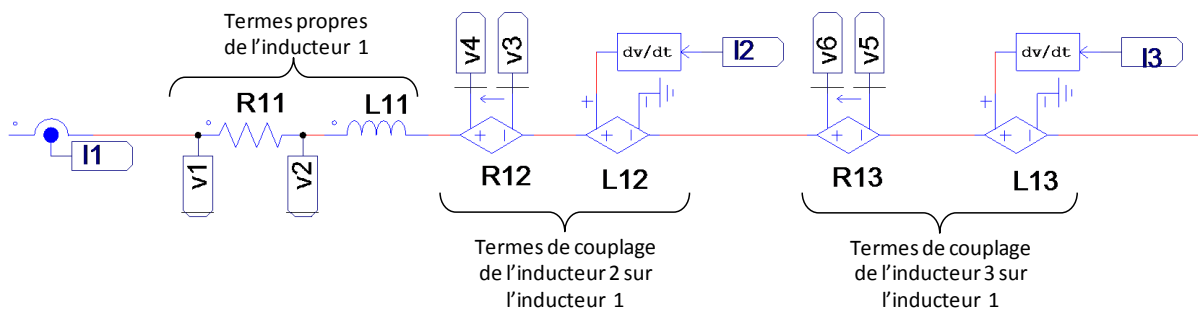 Termes propres
de l'inducteur 1
R11
L11
I1
v1
v2
v4
v3
dv/dt
I2
R12
L12
v6
v5
dv/dt
I3
R13
L13
Termes de couplage
de l'inducteur 2 sur
l'inducteur 1
Termes de couplage
de l'inducteur 3 sur
l'inducteur 1